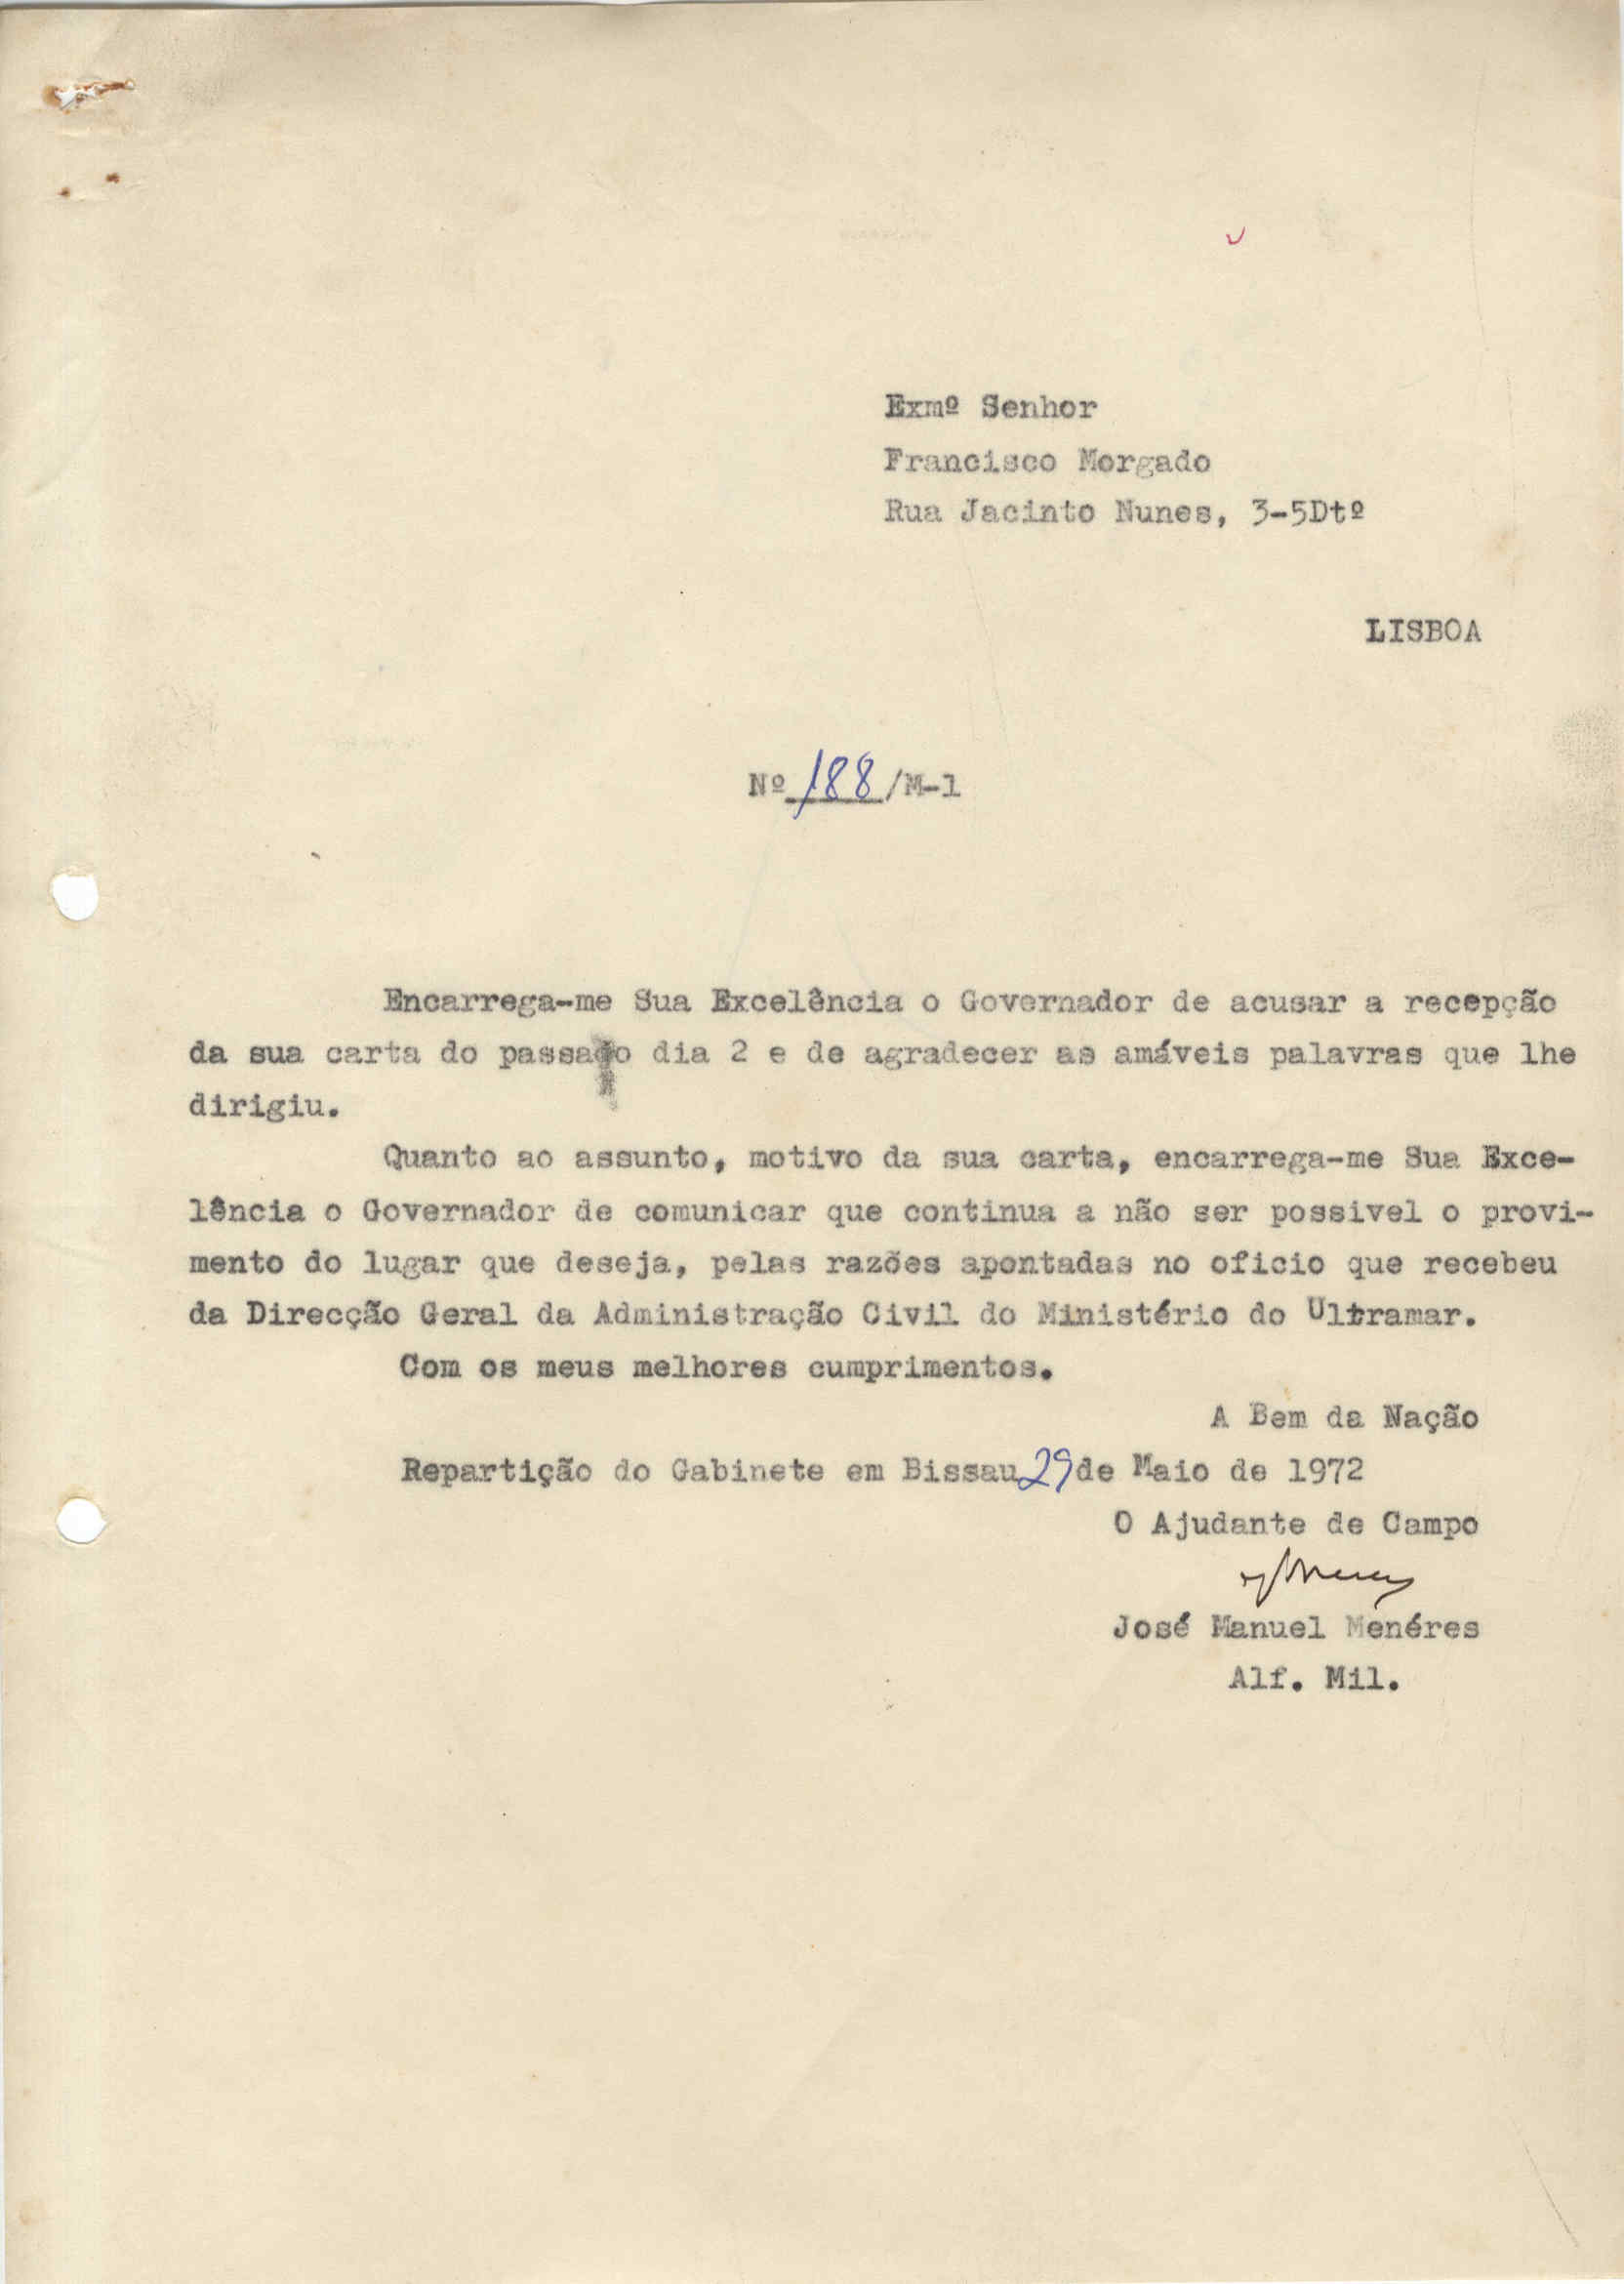 Exmº Senhor
Francisco Morgado
Rua Jacinto Nunes, 3-5Dtº
LISBOA
Nº 188/M-1
Encarrega-me Sua Excelência o Governador de acusar a recepção
da sua carta do passado dia 2 e de agradecer as amáveis palavras que lhe
dirigiu.
Quanto ao assunto, motivo da sua carta, encarrega-me Sua Exce-
lência o Governador de comunicar que continua a não ser possivel o provi-
mento do lugar que deseja, pelas razões apontadas no oficio que recebeu
da Direcção Geral da Administração Civil do Ministério do Ultramar.
Com os meus melhores cumprimentos.
A Bem da Nação
Repartição do Gabinete em Bissau 29 de Maio de 1972
O Ajudante de Campo
José Manuel Menéres
Alf. Mil.